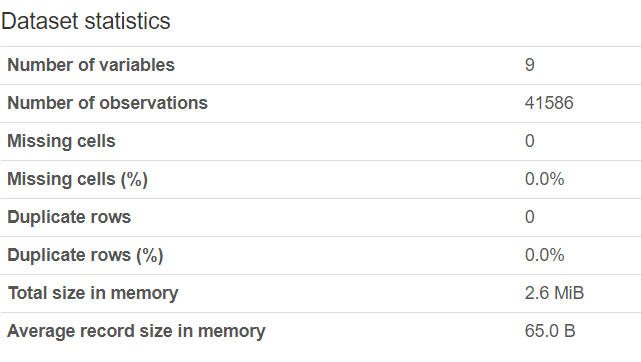 Dataset statistics
Number of variables 9
Number of observations 41586
Missing cells 0
Missing cells (%) 0.0%
Duplicate rows 0
Duplicate rows (%) 0.0%
Total size in memory 2.6 MiB
Average record size in memory 65.0 B